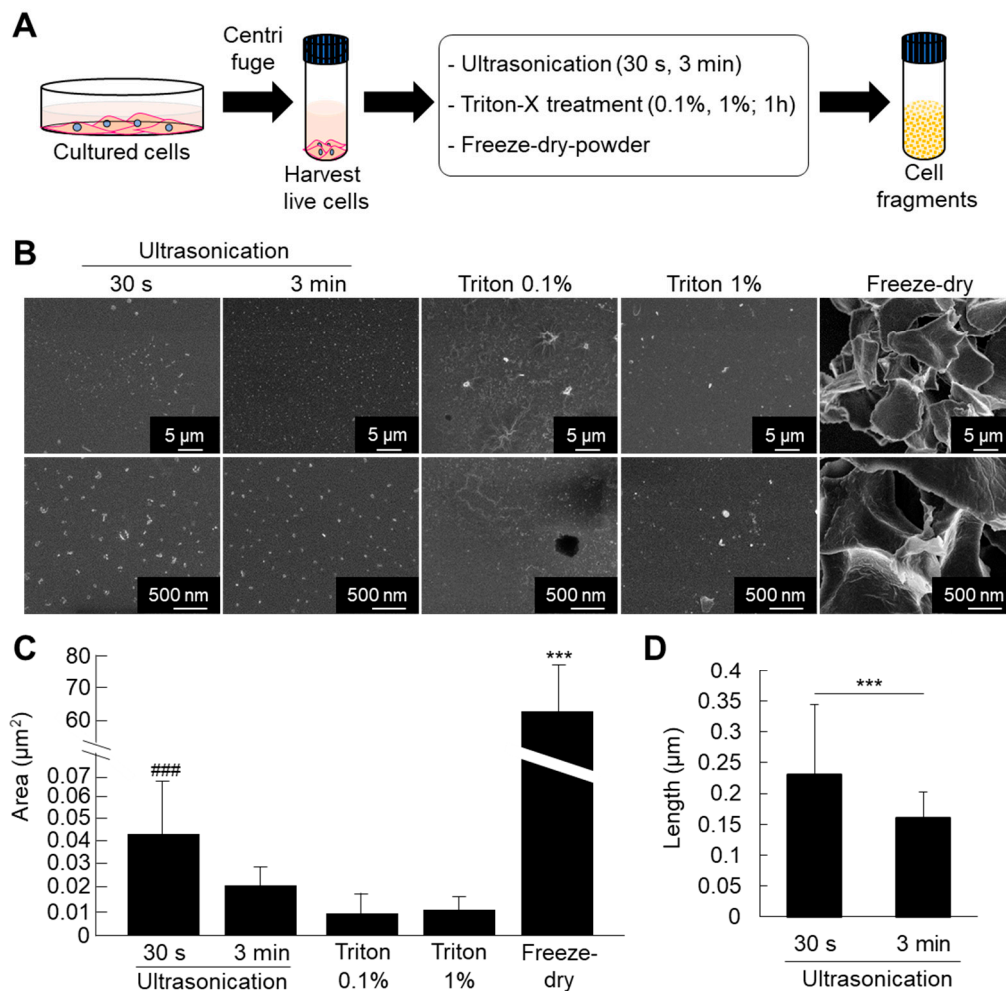 A
Centri
fuge
Cultured cells
Harvest
live cells
- Ultrasonication (30 s, 3 min)
- Triton-X treatment (0.1%, 1%; 1h)
- Freeze-dry-powder
Cell
fragments
B
Ultrasonication
30 s 3 min Triton 0.1% Triton 1% Freeze-dry
5 µm 5 µm 5 µm 5 µm 5 µm
500 nm 500 nm 500 nm 500 nm 500 nm
C
Area (µm²)
80
60
0.07
0.06
0.05
0.04
0.03
0.02
0.01
0
###
***
30 s 3 min Triton Triton Freeze-
Ultrasonication 0.1% 1% dry
D
Length (µm)
0.4
0.35
0.3
0.25
0.2
0.15
0.1
0.05
0
***
30 s 3 min
Ultrasonication